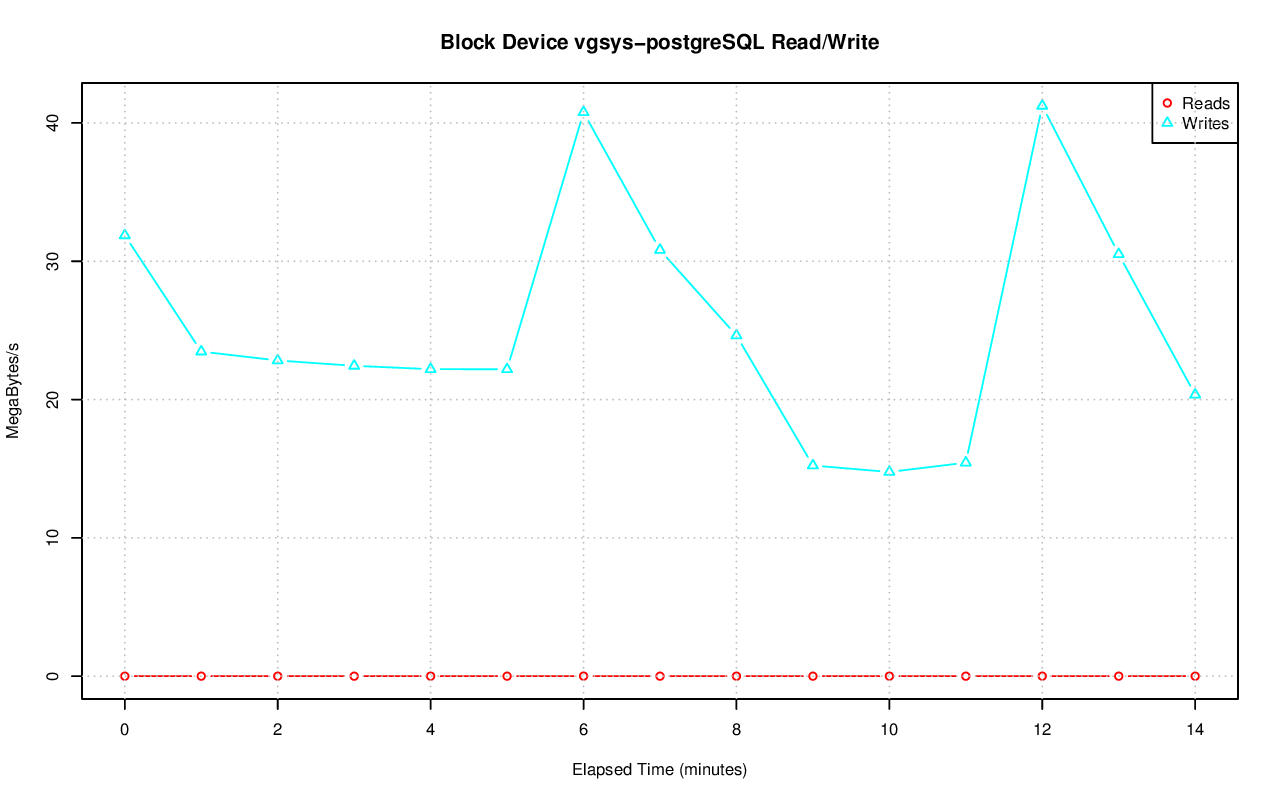 Block Device vgsys−postgreSQL Read/Write
Reads
Writes
40
30
20
10
0
MegaBytes/s
0 2 4 6 8 10 12 14
Elapsed Time (minutes)